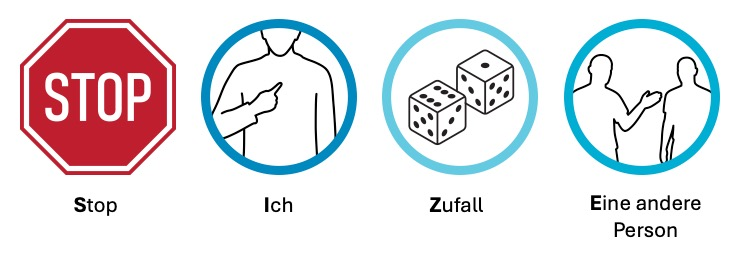 STOP
Stop
Ich
Zufall
Eine andere
Person